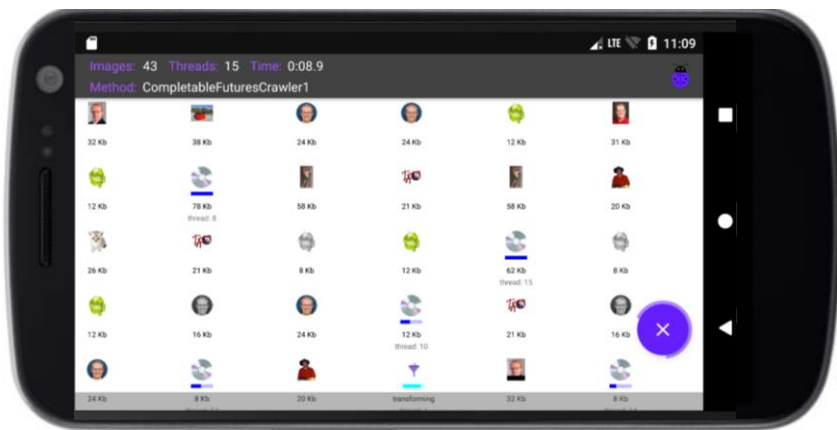 LTE 11:09
Images: 43 Threads: 15 Time: 0:08.9
Method: CompletableFuturesCrawler1
32 Kb 38 Kb 24 Kb 24 Kb 12 Kb 31 Kb
12 Kb 78 Kb 58 Kb 21 Kb 58 Kb 20 Kb
thread: 8
26 Kb 21 Kb 8 Kb 12 Kb 62 Kb 8 Kb
thread: 15
12 Kb 16 Kb 24 Kb 12 Kb 21 Kb 16 Kb
thread: 10
24 Kb 8 Kb 20 Kb transforming 32 Kb 8 Kb